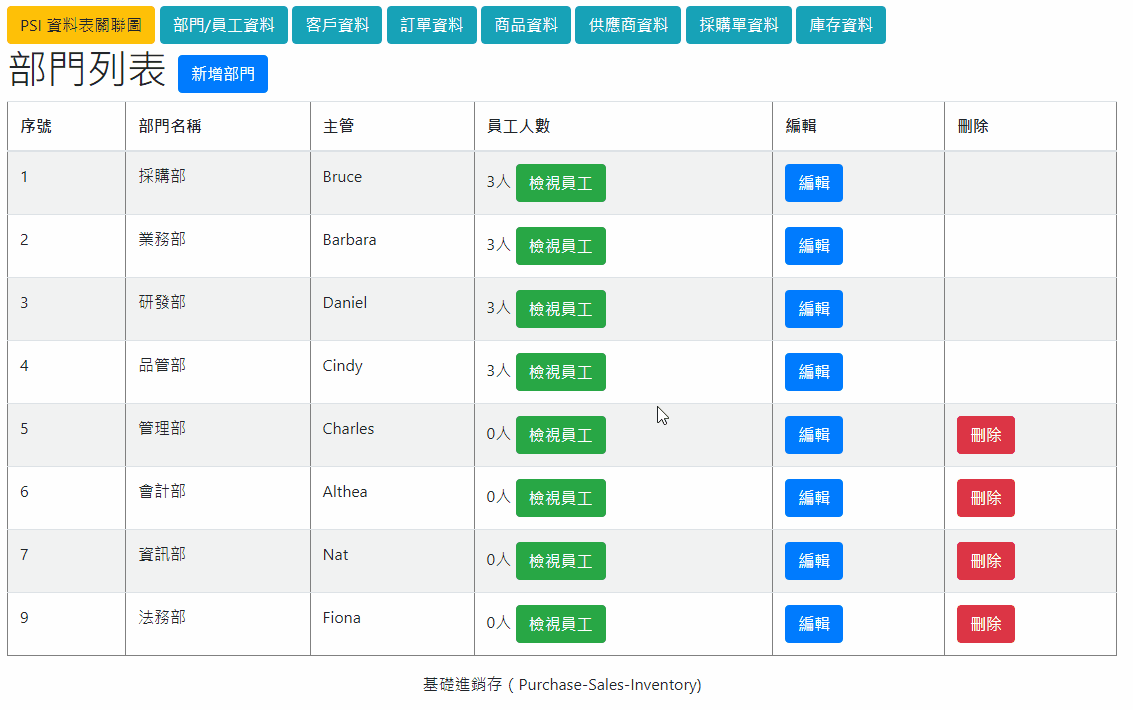 PSI 資料表關聯圖 部門/員工資料 客戶資料 訂單資料 商品資料 供應商資料 採購單資料 庫存資料
部門列表 新增部門
序號 部門名稱 主管 員工人數 編輯 刪除
1 採購部 Bruce 3人 檢視員工 編輯
2 業務部 Barbara 3人 檢視員工 編輯
3 研發部 Daniel 3人 檢視員工 編輯
4 品管部 Cindy 3人 檢視員工 編輯
5 管理部 Charles 0人 檢視員工 編輯 刪除
6 會計部 Althea 0人 檢視員工 編輯 刪除
7 資訊部 Nat 0人 檢視員工 編輯 刪除
9 法務部 Fiona 0人 檢視員工 編輯 刪除
基礎進銷存 ( Purchase-Sales-Inventory)